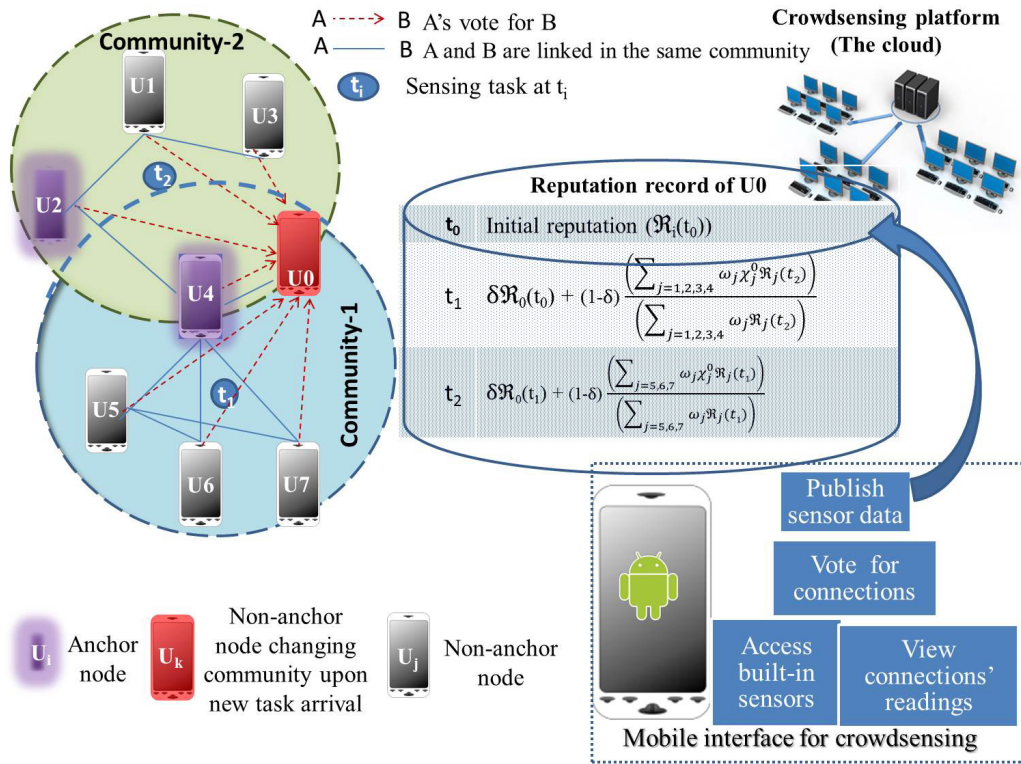 A B A's vote for B
A B A and B are linked in the same community
t_i Sensing task at t_i
Crowdsensing platform
(The cloud)
Community-2
U1
U3
t_2
U2
U0
U4
Community-1
U5
t_1
U6
U7
Reputation record of U0
t_0 Initial reputation (ℜ_i(t_0))
t_1 δℜ_0(t_0) + (1-δ) (∑_{j=1,2,3,4} ω_j χ_j^0 ℜ_j(t_2)) / (∑_{j=1,2,3,4} ω_j ℜ_j(t_2))
t_2 δℜ_0(t_1) + (1-δ) (∑_{j=5,6,7} ω_j χ_j^0 ℜ_j(t_1)) / (∑_{j=5,6,7} ω_j ℜ_j(t_1))
Publish
sensor data
Vote for
connections
Access
built-in
sensors
View
connections'
readings
Mobile interface for crowdsensing
U_i
Anchor
node
U_k
Non-anchor
node changing
community upon
new task arrival
U_j
Non-anchor
node